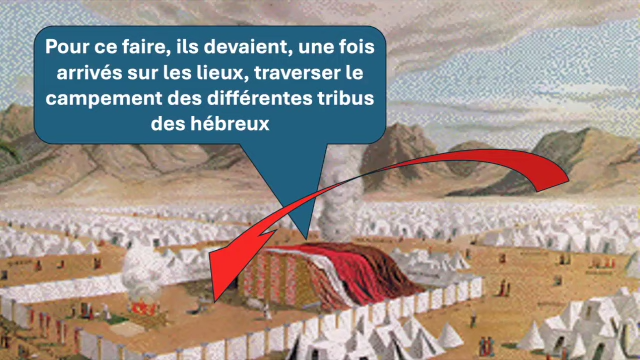 Pour ce faire, ils devaient, une fois
arrivés sur les lieux, traverser le
campement des différentes tribus
des hébreux